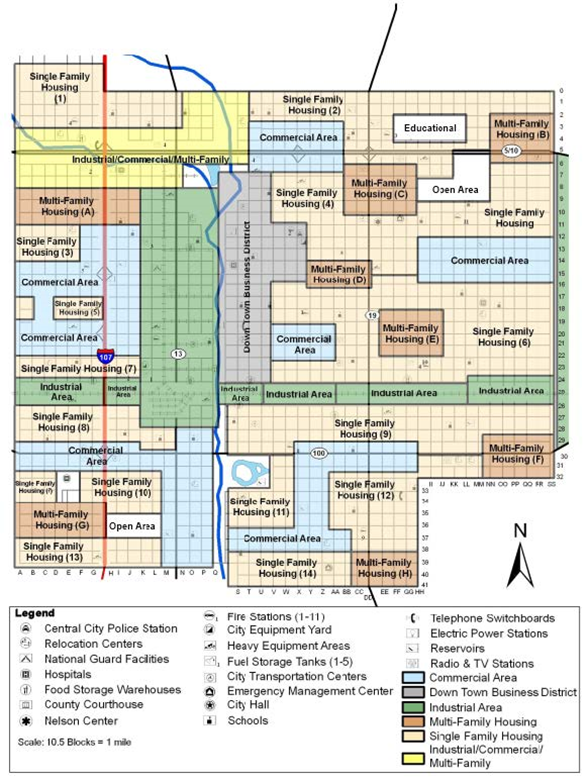 Single Family
Housing
(1)
Single Family
Housing (2)
Commercial Area
Educational
Multi-Family
Housing (B)
5/10
Industrial/Commercial/Multi-Family
Multi-Family
Housing (A)
Single Family
Housing (4)
Multi-Family
Housing (C)
Open Area
Single Family
Housing
Single Family
Housing (3)
Commercial Area
Down Town Business District
Commercial Area
Multi-Family
Housing (D)
Single Family
Housing (5)
Commercial Area
107
13
19
Commercial
Area
Multi-Family
Housing
(E)
Single Family
Housing (6)
Single Family Housing (7)
Industrial
Area
Industrial
Area
Industrial
Area
Industrial Area
Industrial Area
Industrial Area
Single Family
Housing
(8)
Single Family
Housing (9)
Commercial
Area
100
Multi-Family
Housing (F)
Single Family
Housing (?)
Single Family
Housing (10)
Single Family
Housing
(11)
Single Family
Housing (12)
Multi-Family
Housing (G)
Open Area
Commercial Area
Single Family
Housing (13)
Single Family
Housing (14)
Multi-Family
Housing (H)
0
1
2
3
4
5
6
7
8
9
10
11
12
13
14
15
16
17
18
19
20
21
22
23
24
25
26
27
28
29
30
31
32
33
34
35
36
37
38
39
40
41
II JJ KK LL MM NN OO PP QQ RR SS
A B C D E F G H I J K L M N O P Q
S T U V W X Y Z AA BB CC DD EE FF GG HH
N
Legend
Central City Police Station
Relocation Centers
National Guard Facilities
Hospitals
Food Storage Warehouses
County Courthouse
Nelson Center
Scale: 10.5 Blocks = 1 mile
Fire Stations (1-11)
City Equipment Yard
Heavy Equipment Areas
Fuel Storage Tanks (1-5)
City Transportation Centers
Emergency Management Center
City Hall
Schools
Telephone Switchboards
Electric Power Stations
Reservoirs
Radio & TV Stations
Commercial Area
Down Town Business District
Industrial Area
Multi-Family Housing
Single Family Housing
Industrial/Commercial/
Multi-Family